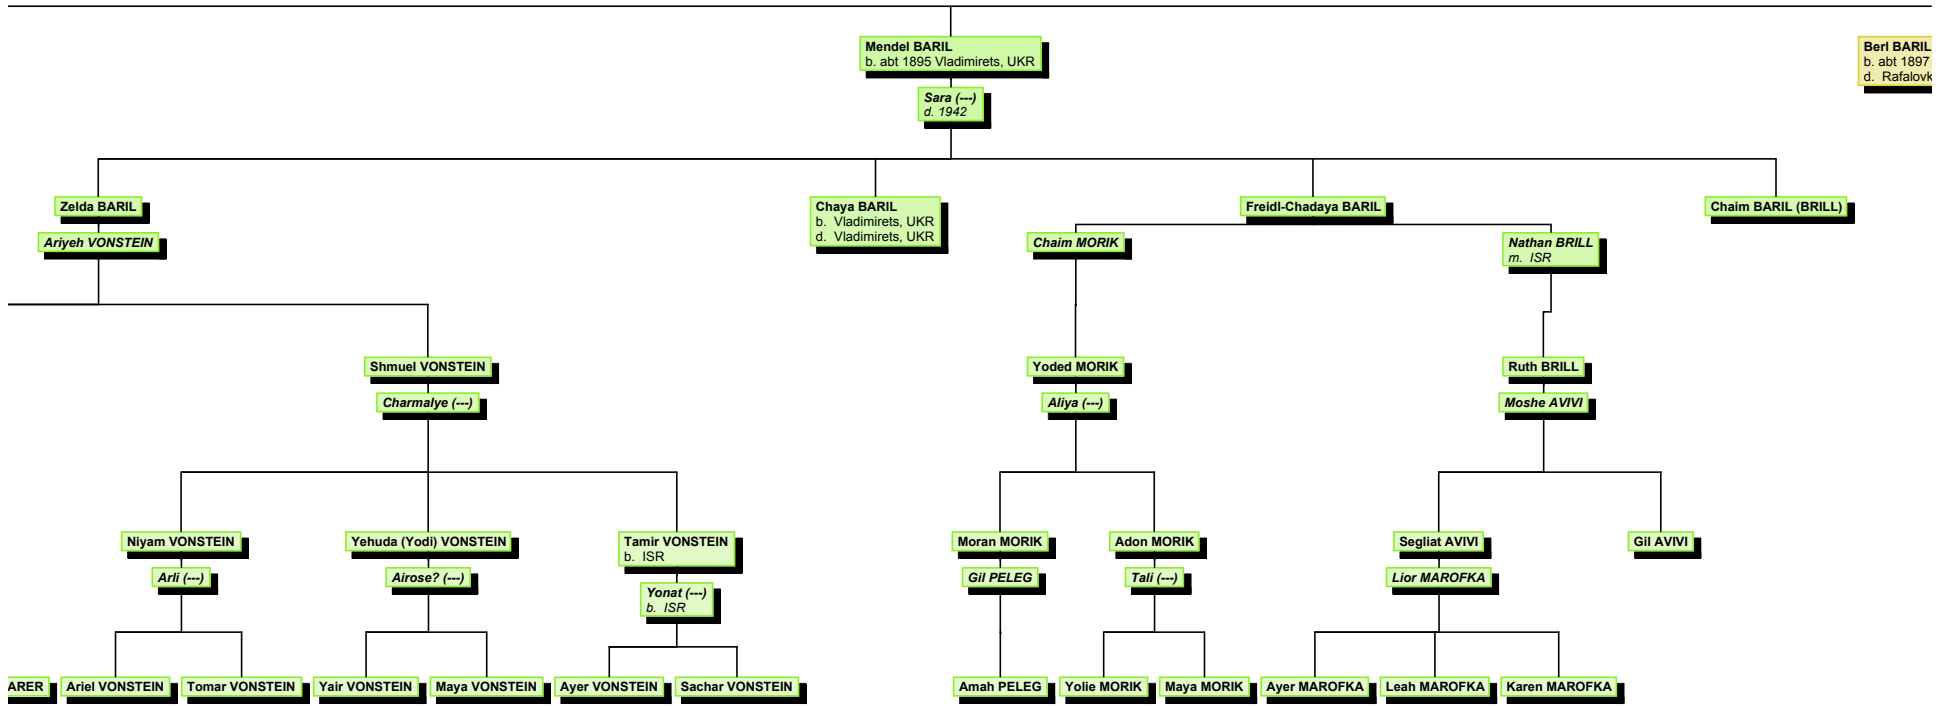 Mendel BARIL
b. abt 1895 Vladimirets, UKR
Berl BARIL
b. abt 1897
d.  Rafalovk
Sara (---)
d. 1942
Zelda BARIL
Ariyeh VONSTEIN
Chaya BARIL
b.  Vladimirets, UKR
d.  Vladimirets, UKR
Freidl-Chadaya BARIL
Chaim BARIL (BRILL)
Chaim MORIK
Nathan BRILL
m.  ISR
Shmuel VONSTEIN
Charmalye (---)
Yoded MORIK
Aliya (---)
Ruth BRILL
Moshe AVIVI
Niyam VONSTEIN
Arli (---)
Yehuda (Yodi) VONSTEIN
Airose? (---)
Tamir VONSTEIN
b.  ISR
Yonat (---)
b.  ISR
Moran MORIK
Gil PELEG
Adon MORIK
Tali (---)
Segliat AVIVI
Lior MAROFKA
Gil AVIVI
ARER
Ariel VONSTEIN
Tomar VONSTEIN
Yair VONSTEIN
Maya VONSTEIN
Ayer VONSTEIN
Sachar VONSTEIN
Amah PELEG
Yolie MORIK
Maya MORIK
Ayer MAROFKA
Leah MAROFKA
Karen MAROFKA